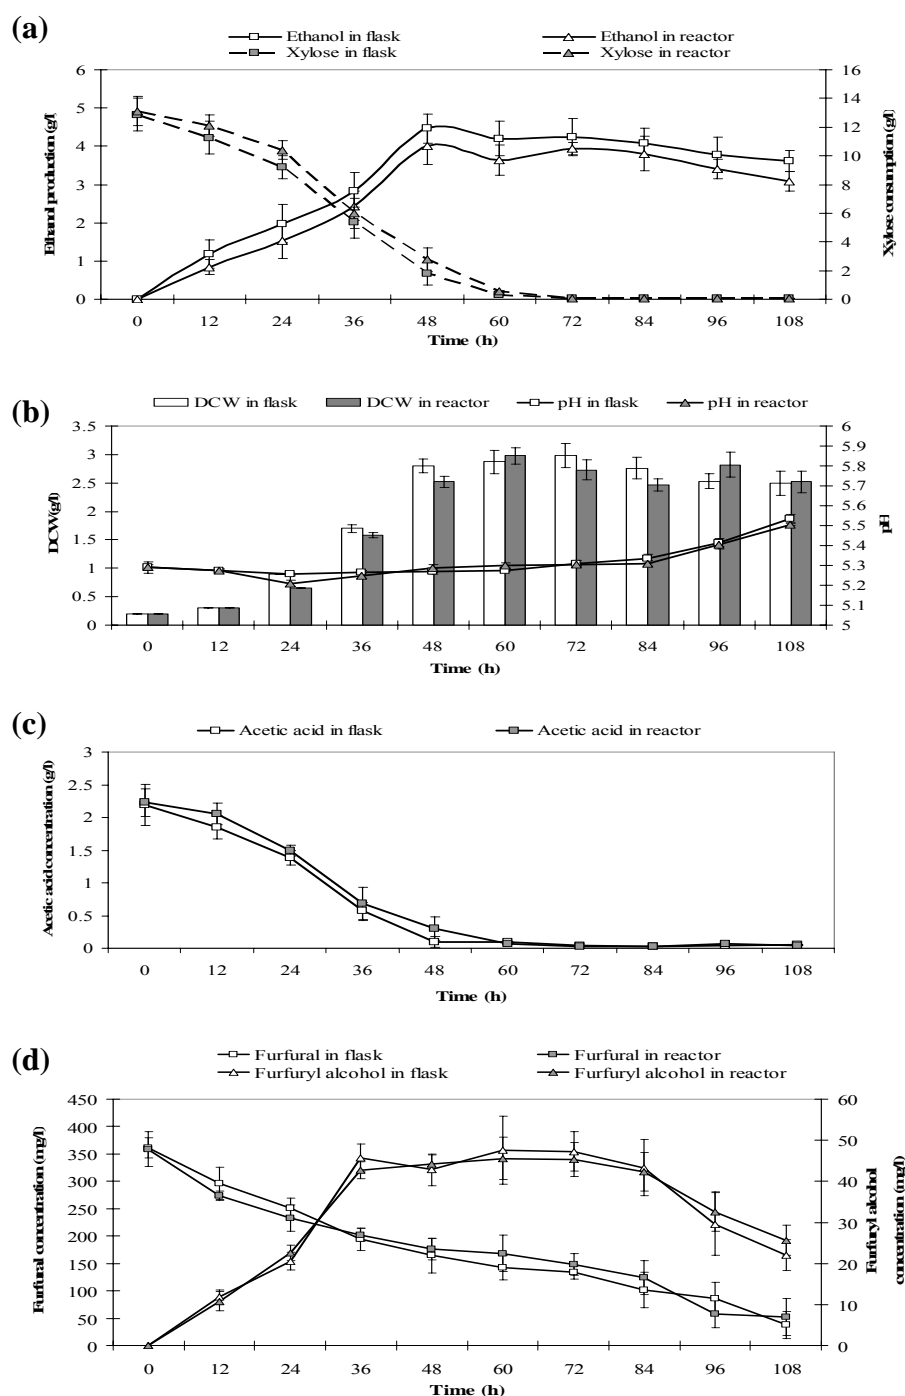 (a)
Ethanol in flask Ethanol in reactor
Xylose in flask Xylose in reactor
6 16
5 14
4 12
3 10
2 8
1 6
0 4
2
0
Ethanol production (g/l)
Xylose consumption (g/l)
0 12 24 36 48 60 72 84 96 108
Time (h)
(b)
DCW in flask DCW in reactor pH in flask pH in reactor
3.5 6
3 5.9
2.5 5.8
2 5.7
1.5 5.6
1 5.5
0.5 5.4
0 5.3
5.2
5.1
5
DCW(g/l)
pH
0 12 24 36 48 60 72 84 96 108
Time (h)
(c)
Acetic acid in flask Acetic acid in reactor
3
2.5
2
1.5
1
0.5
0
Acetic acid concentration (g/l)
0 12 24 36 48 60 72 84 96 108
Time (h)
(d)
Furfural in flask Furfural in reactor
Furfuryl alcohol in flask Furfuryl alcohol in reactor
450 60
400 50
350 40
300 30
250 20
200 10
150 0
100
50
0
Furfural concentration (mg/l)
Furfuryl alcohol
concentration (mg/l)
0 12 24 36 48 60 72 84 96 108
Time (h)